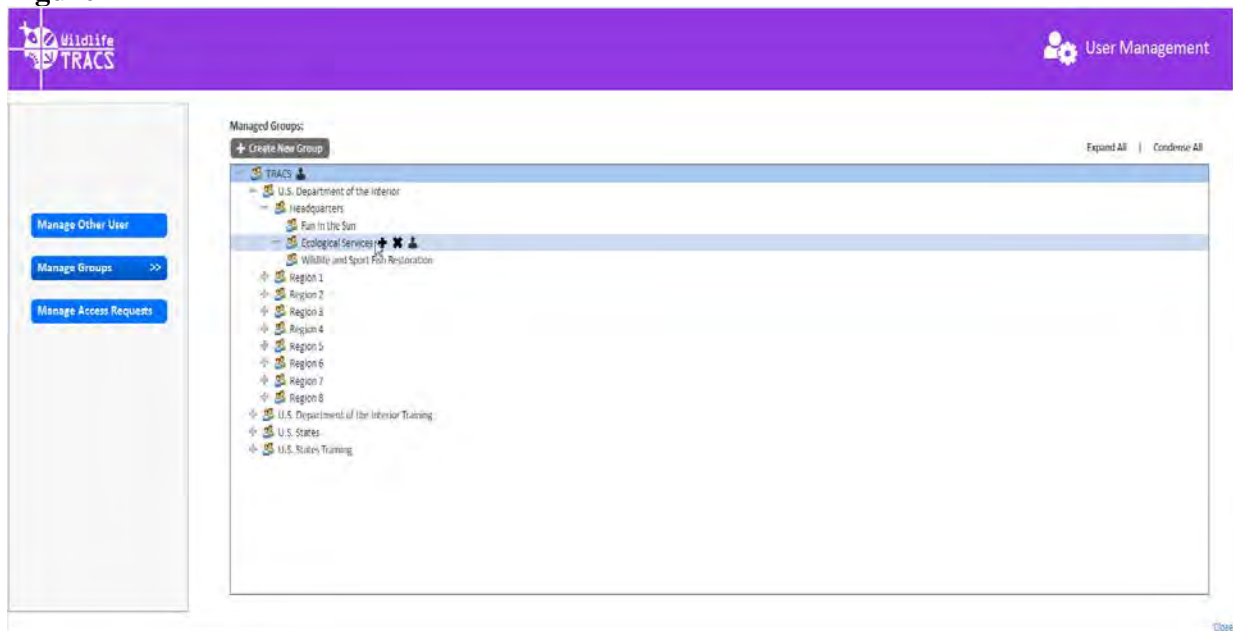 Wildlife
TRACS
User Management
Managed Groups:
Create New Group
Expand All | Condense All
TRACS
U.S. Department of the Interior
Headquarters
Fun in the Sun
Manage Other User
Ecological Services
Wildlife and Sport Fish Restoration
Manage Groups >>
Region 1
Region 2
Manage Access Requests
Region 3
Region 4
Region 5
Region 6
Region 7
Region 8
U.S. Department of the Interior Training
U.S. States
U.S. States Training
Close